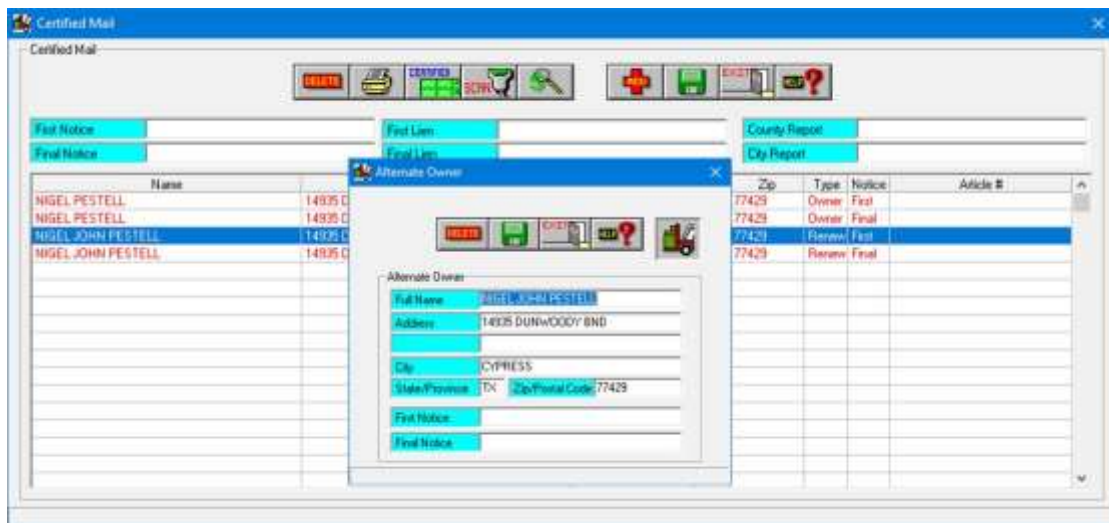 Certified Mail
Certified Mail
DELETE CERTIFIED SCAN EXIT
First Notice First Lien County Report
Final Notice Final Lien City Report
Alternate Owner
Name Zip Type Notice Article #
NIGEL PESTELL 14935 D 77429 Owner First
NIGEL PESTELL 14935 D 77429 Owner Final
NIGEL JOHN PESTELL 14935 D 77429 Renew First
NIGEL JOHN PESTELL 14935 D 77429 Renew Final
DELETE EXIT
Alternate Owner
Full Name NIGEL JOHN PESTELL
Address 14935 DUNWOODY BND
City CYPRESS
State/Province TX Zip/Postal Code 77429
First Notice
Final Notice